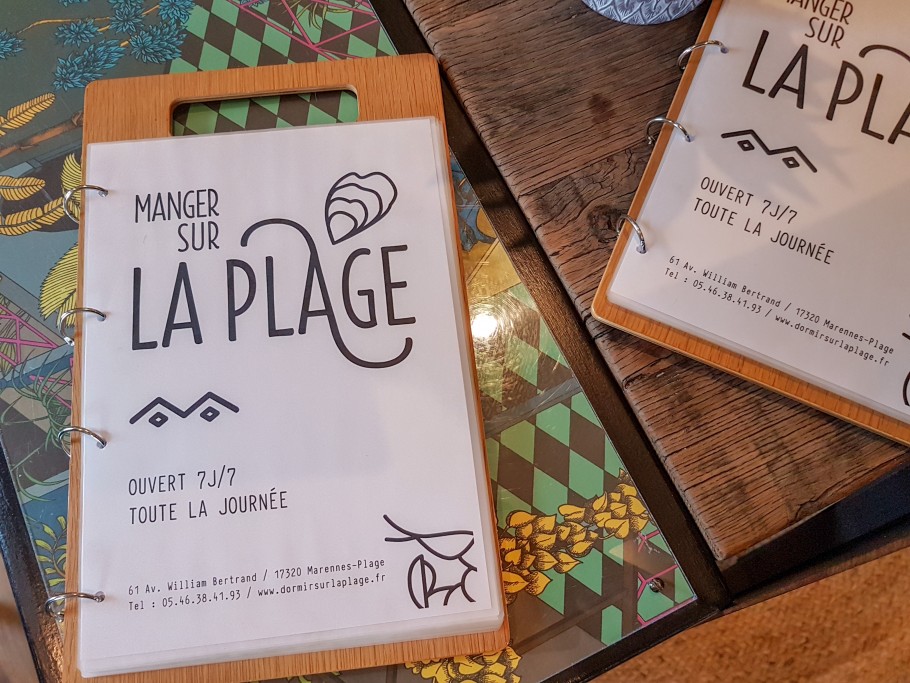 MANGER
SUR
LA PLAGE
OUVERT 7J/7
TOUTE LA JOURNÉE
61 Av. William Bertrand / 17320 Marennes-Plage
Tel : 05.46.38.41.93 / www.dormirsurlaplage.fr
MANGER
SUR
LA PLA
OUVERT 7J/7
TOUTE LA JOURNÉE
61 Av. William Bertrand / 17320 Marennes-Plage
Tel : 05.46.38.41.93 / www.dormirsurlaplage.fr